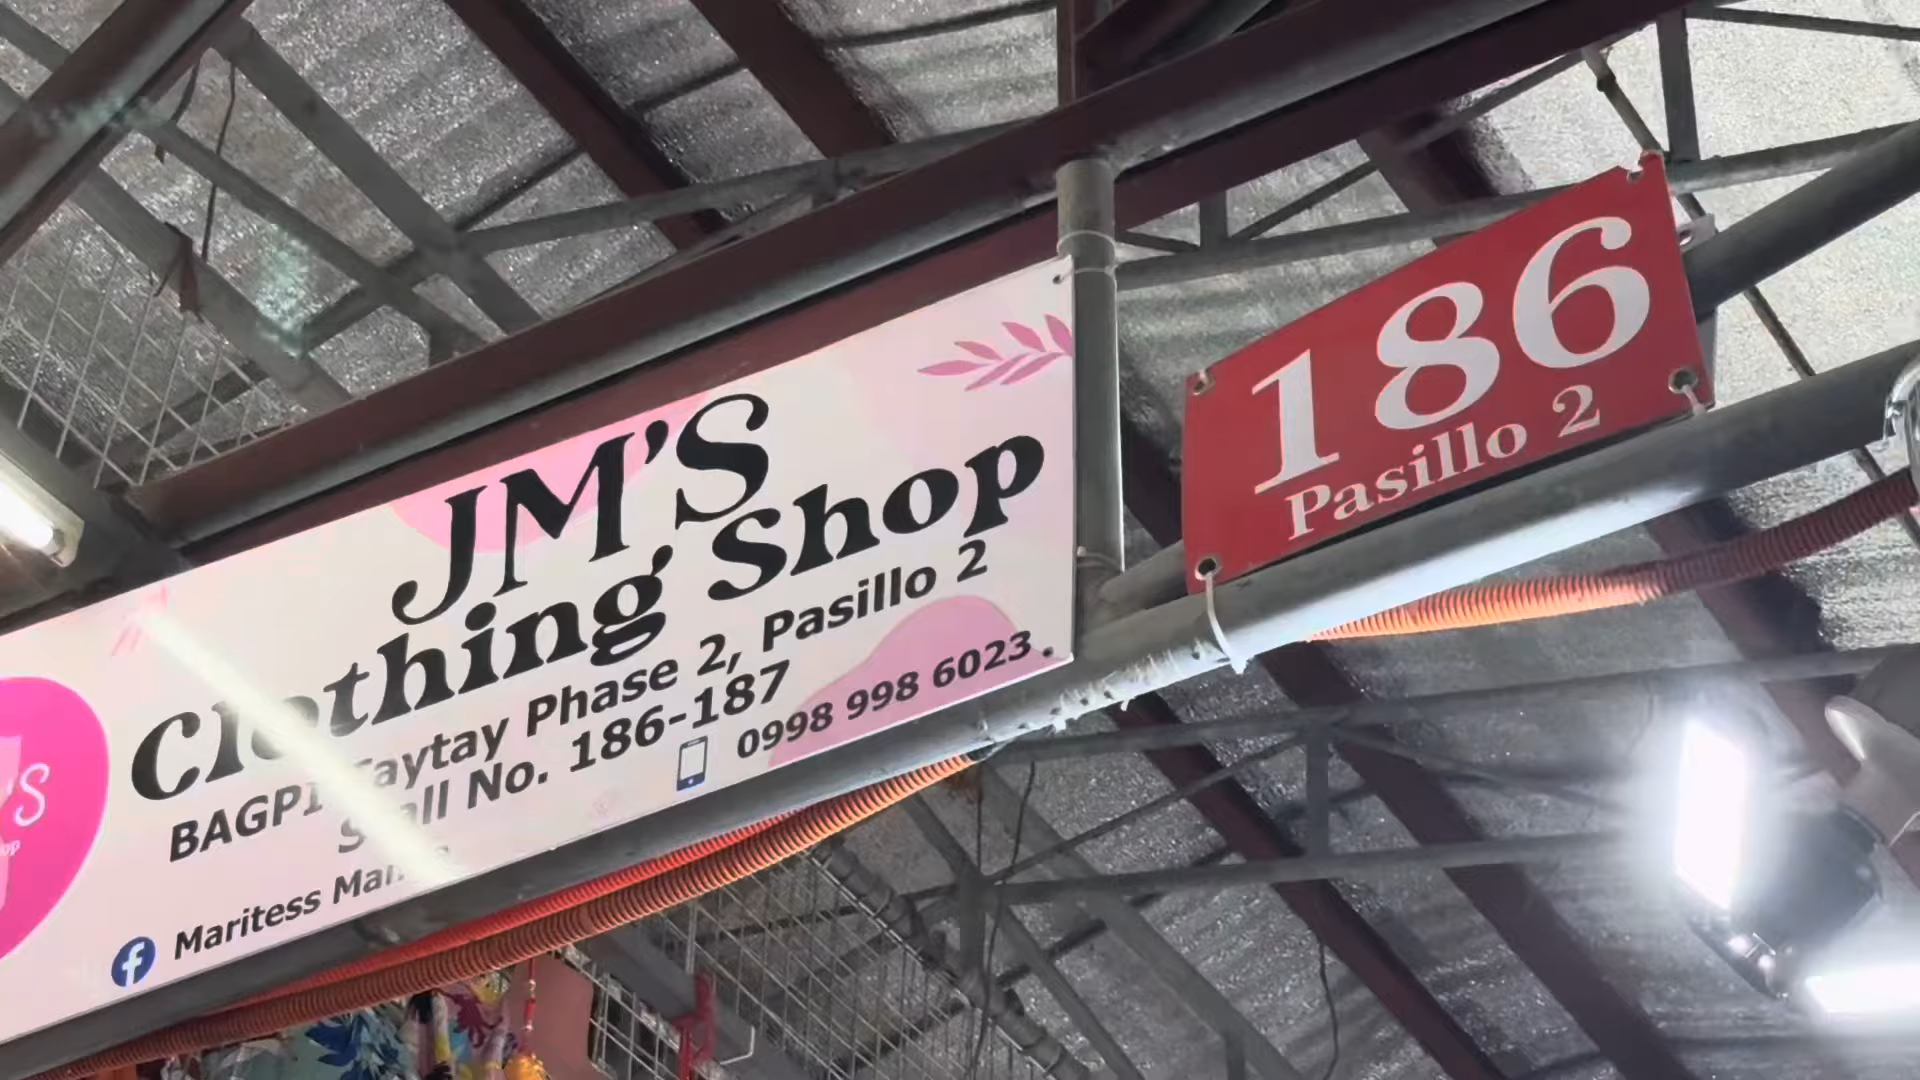 JM'S
Clothing Shop
BAGPI Taytay Phase 2, Pasillo 2
Stall No. 186-187
0998 998 6023.
Maritess
186
Pasillo 2